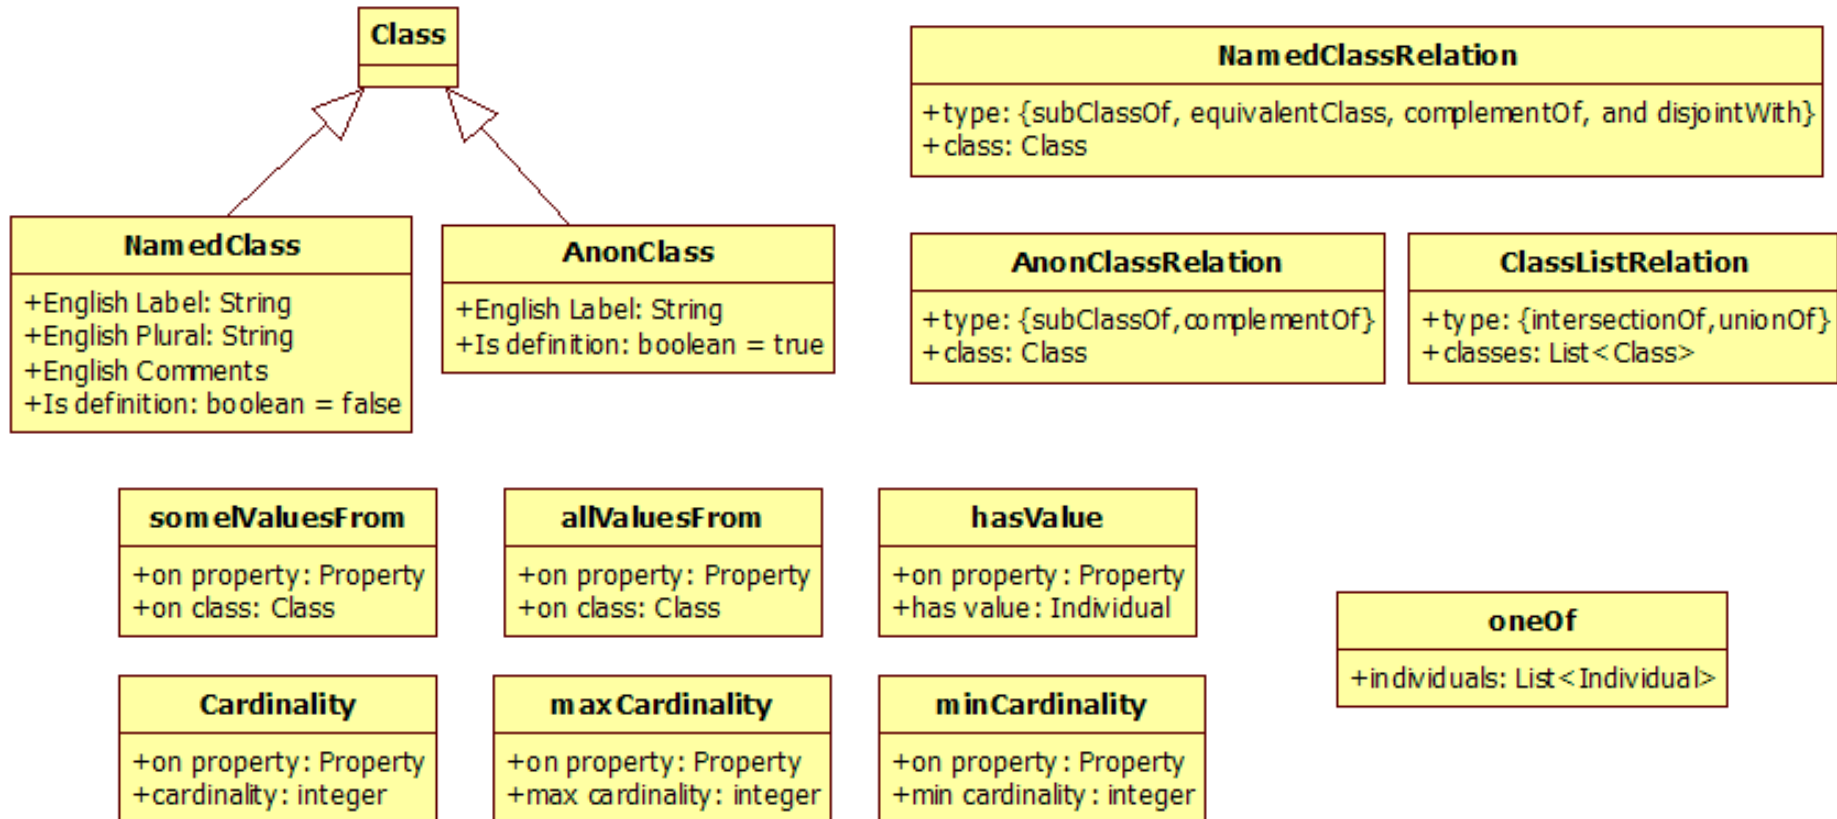 Class
NamedClassRelation
+type: {subClassOf, equivalentClass, complementOf, and disjointWith}
+class: Class
NamedClass
+English Label: String
+English Plural: String
+English Comments
+Is definition: boolean = false
AnonClass
+English Label: String
+Is definition: boolean = true
AnonClassRelation
+type: {subClassOf,complementOf}
+class: Class
ClassListRelation
+type: {intersectionOf,unionOf}
+classes: List<Class>
somelValuesFrom
+on property: Property
+on class: Class
allValuesFrom
+on property: Property
+on class: Class
hasValue
+on property: Property
+has value: Individual
oneOf
+individuals: List<Individual>
Cardinality
+on property: Property
+cardinality: integer
maxCardinality
+on property: Property
+max cardinality: integer
minCardinality
+on property: Property
+min cardinality: integer